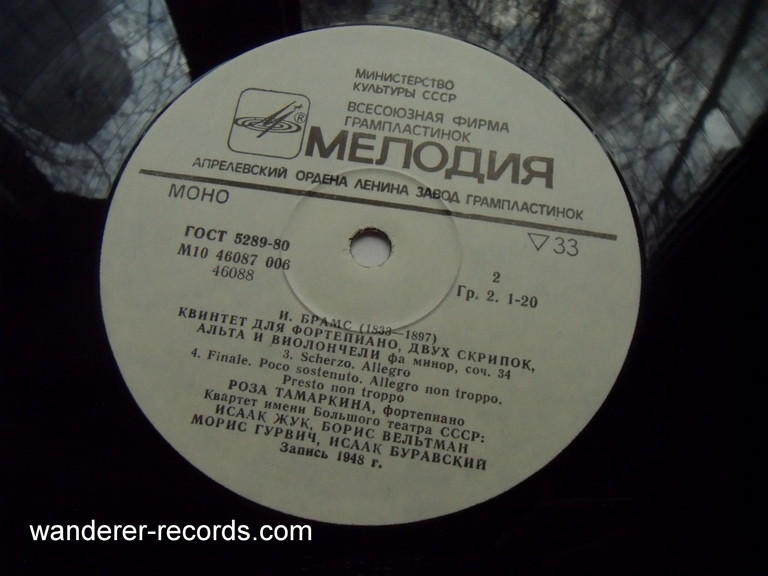 МИНИСТЕРСТВО
КУЛЬТУРЫ СССР
ВСЕСОЮЗНАЯ ФИРМА
ГРАМПЛАСТИНОК
®
МЕЛОДИЯ
АПРЕЛЕВСКИЙ ОРДЕНА ЛЕНИНА ЗАВОД ГРАМПЛАСТИНОК
МОНО
▽ 33
ГОСТ 5289-80
М10 46087 006
46088
2
Гр. 2. 1-20
И. БРАМС (1833—1897)
КВИНТЕТ ДЛЯ ФОРТЕПИАНО, ДВУХ СКРИПОК,
АЛЬТА И ВИОЛОНЧЕЛИ фа минор, соч. 34
3. Scherzo. Allegro
4. Finale. Poco sostenuto. Allegro non troppo.
Presto non troppo
РОЗА ТАМАРКИНА, фортепиано
Квартет имени Большого театра СССР:
ИСААК ЖУК, БОРИС ВЕЛЬТМАН
МОРИС ГУРВИЧ, ИСААК БУРАВСКИЙ
Запись 1948 г.
wanderer-records.com